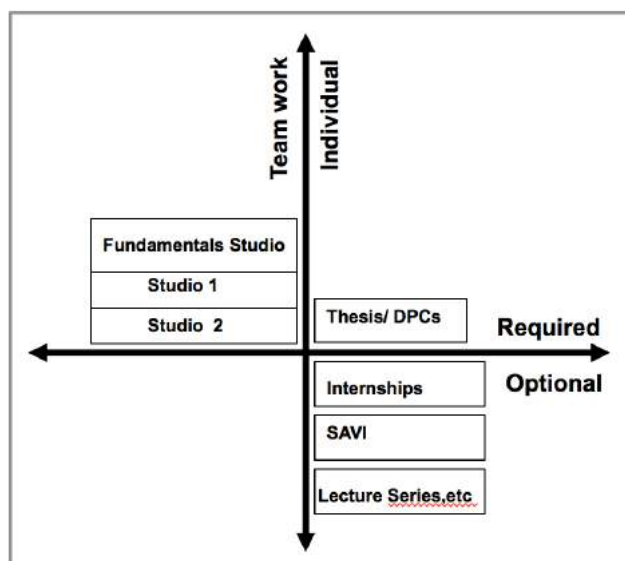 Team work
Individual
Fundamentals Studio
Studio 1
Studio 2
Thesis/ DPCs
Required
Optional
Internships
SAVI
Lecture Series,etc